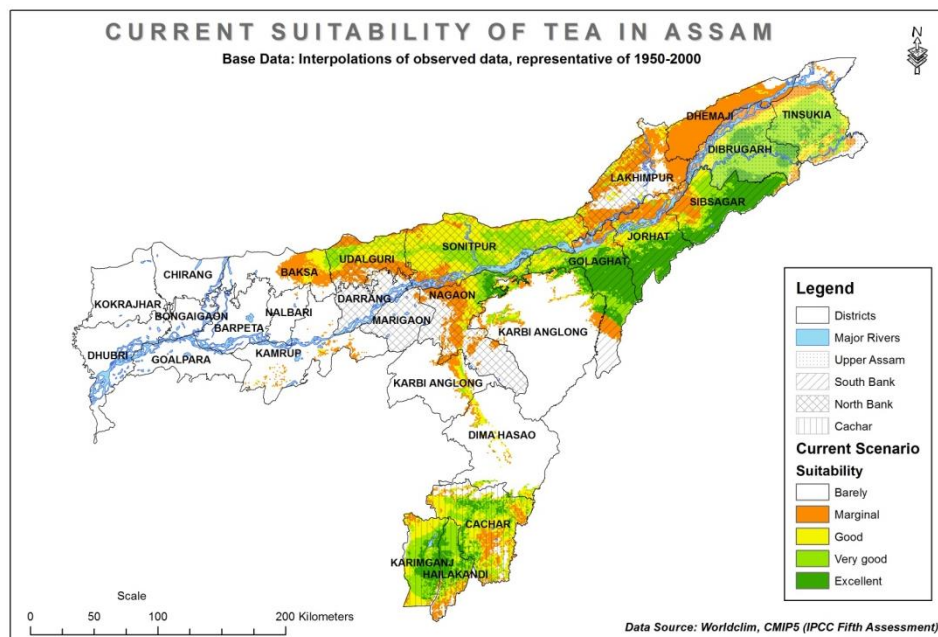 CURRENT SUITABILITY OF TEA IN ASSAM
Base Data: Interpolations of observed data, representative of 1950-2000
N
DHEMAJI
TINSUKIA
DIBRUGARH
LAKHIMPUR
SIBSAGAR
JORHAT
SONITPUR
GOLAGHAT
UDALGURI
BAKSA
CHIRANG
NAGAON
DARRANG
KOKRAJHAR
NALBARI
BONGAIGAON
BARPETA
MARIGAON
KARBI ANGLONG
DHUBRI
GOALPARA
KAMRUP
KARBI ANGLONG
DIMA HASAO
CACHAR
KARIMGANJ
HAILAKANDI
Legend
Districts
Major Rivers
Upper Assam
South Bank
North Bank
Cachar
Current Scenario
Suitability
Barely
Marginal
Good
Very good
Excellent
Scale
0 50 100 200 Kilometers
Data Source: Worldclim, CMIP5 (IPCC Fifth Assessment)